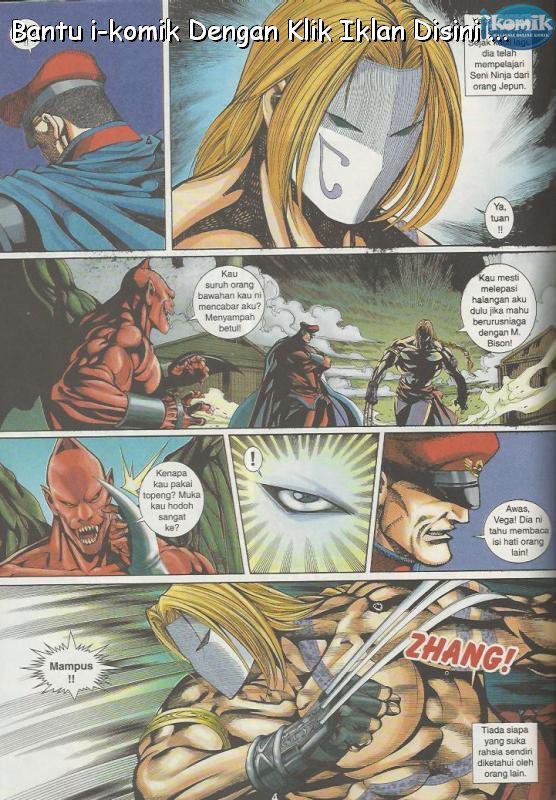 Bantu i-komik Dengan Klik Iklan Disini...
i-komik
!!
Sejak kecil lagi,
dia telah
mempelajari
Seni Ninja dari
orang Jepun.
Ya,
tuan
!!
Kau
suruh orang
bawahan kau ni
mencabar aku?
Menyampah
betul!
Kau mesti
melepasi
halangan aku
dulu jika mahu
berurusniaga
dengan M.
Bison!
Kenapa
kau pakai
topeng? Muka
kau hodoh
sangat
ke?
!
Awas,
Vega! Dia ni
tahu membaca
isi hati orang
lain!
Mampus
!!
ZHANG!
Tiada siapa
yang suka
rahsia sendiri
diketahui oleh
orang lain.
4